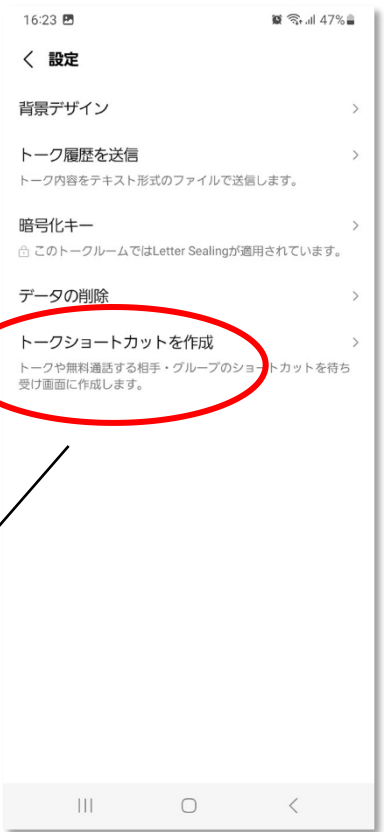 16:23 47%
設定
背景デザイン
トーク履歴を送信
トーク内容をテキスト形式のファイルで送信します。
暗号化キー
このトークルームではLetter Sealingが適用されています。
データの削除
トークショートカットを作成
トークや無料通話する相手・グループのショートカットを待ち
受け画面に作成します。